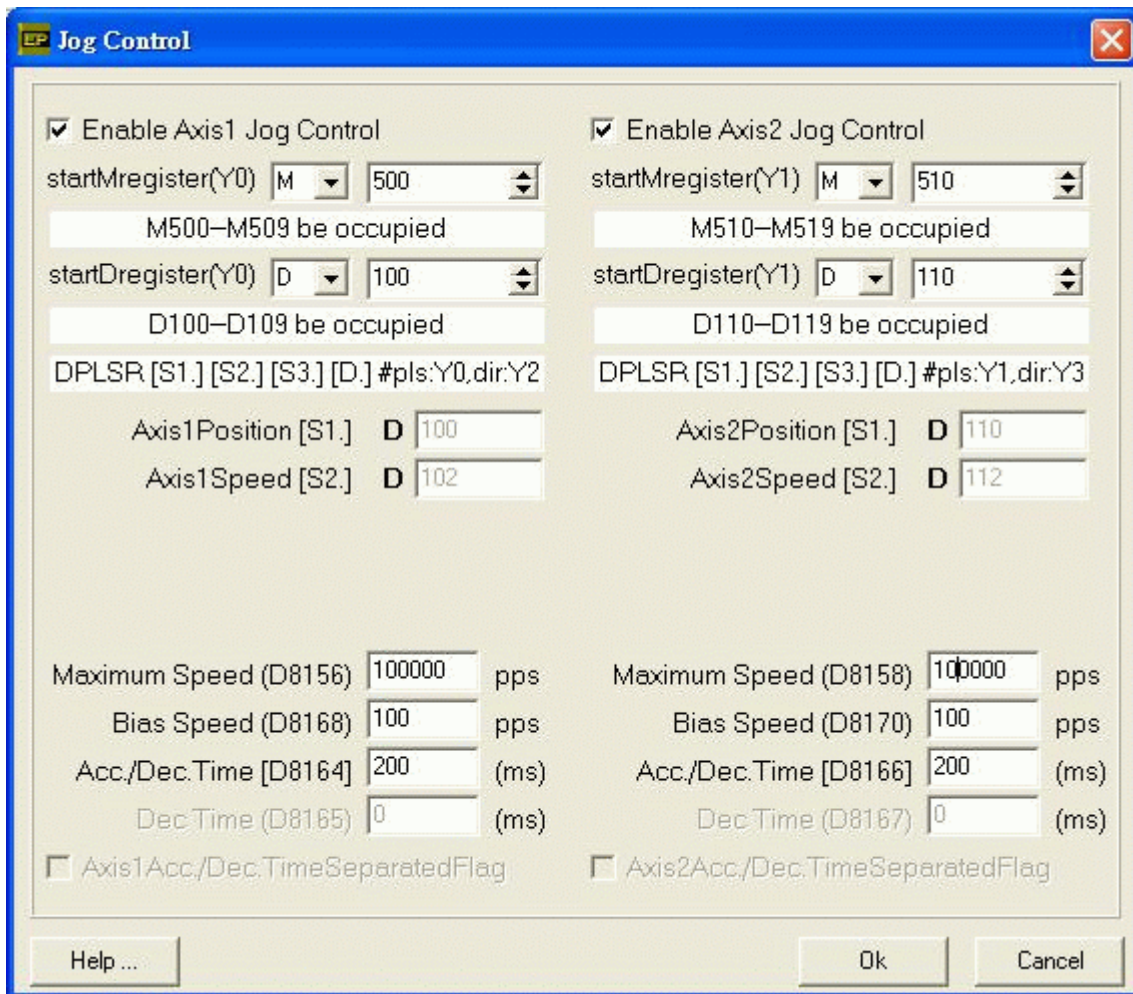 EP Jog Control
Enable Axis1 Jog Control
startMregister(Y0) M 500
M500-M509 be occupied
startDregister(Y0) D 100
D100-D109 be occupied
DPLSR [S1.] [S2.] [S3.] [D.] #pls:Y0,dir:Y2
Axis1Position [S1.] D 100
Axis1Speed [S2.] D 102
Maximum Speed (D8156) 100000 pps
Bias Speed (D8168) 100 pps
Acc./Dec.Time [D8164] 200 (ms)
Dec Time (D8165) 0 (ms)
Axis1Acc./Dec.TimeSeparatedFlag
Enable Axis2 Jog Control
startMregister(Y1) M 510
M510-M519 be occupied
startDregister(Y1) D 110
D110-D119 be occupied
DPLSR [S1.] [S2.] [S3.] [D.] #pls:Y1,dir:Y3
Axis2Position [S1.] D 110
Axis2Speed [S2.] D 112
Maximum Speed (D8158) 100000 pps
Bias Speed (D8170) 100 pps
Acc./Dec.Time [D8166] 200 (ms)
Dec Time (D8167) 0 (ms)
Axis2Acc./Dec.TimeSeparatedFlag
Help ... Ok Cancel